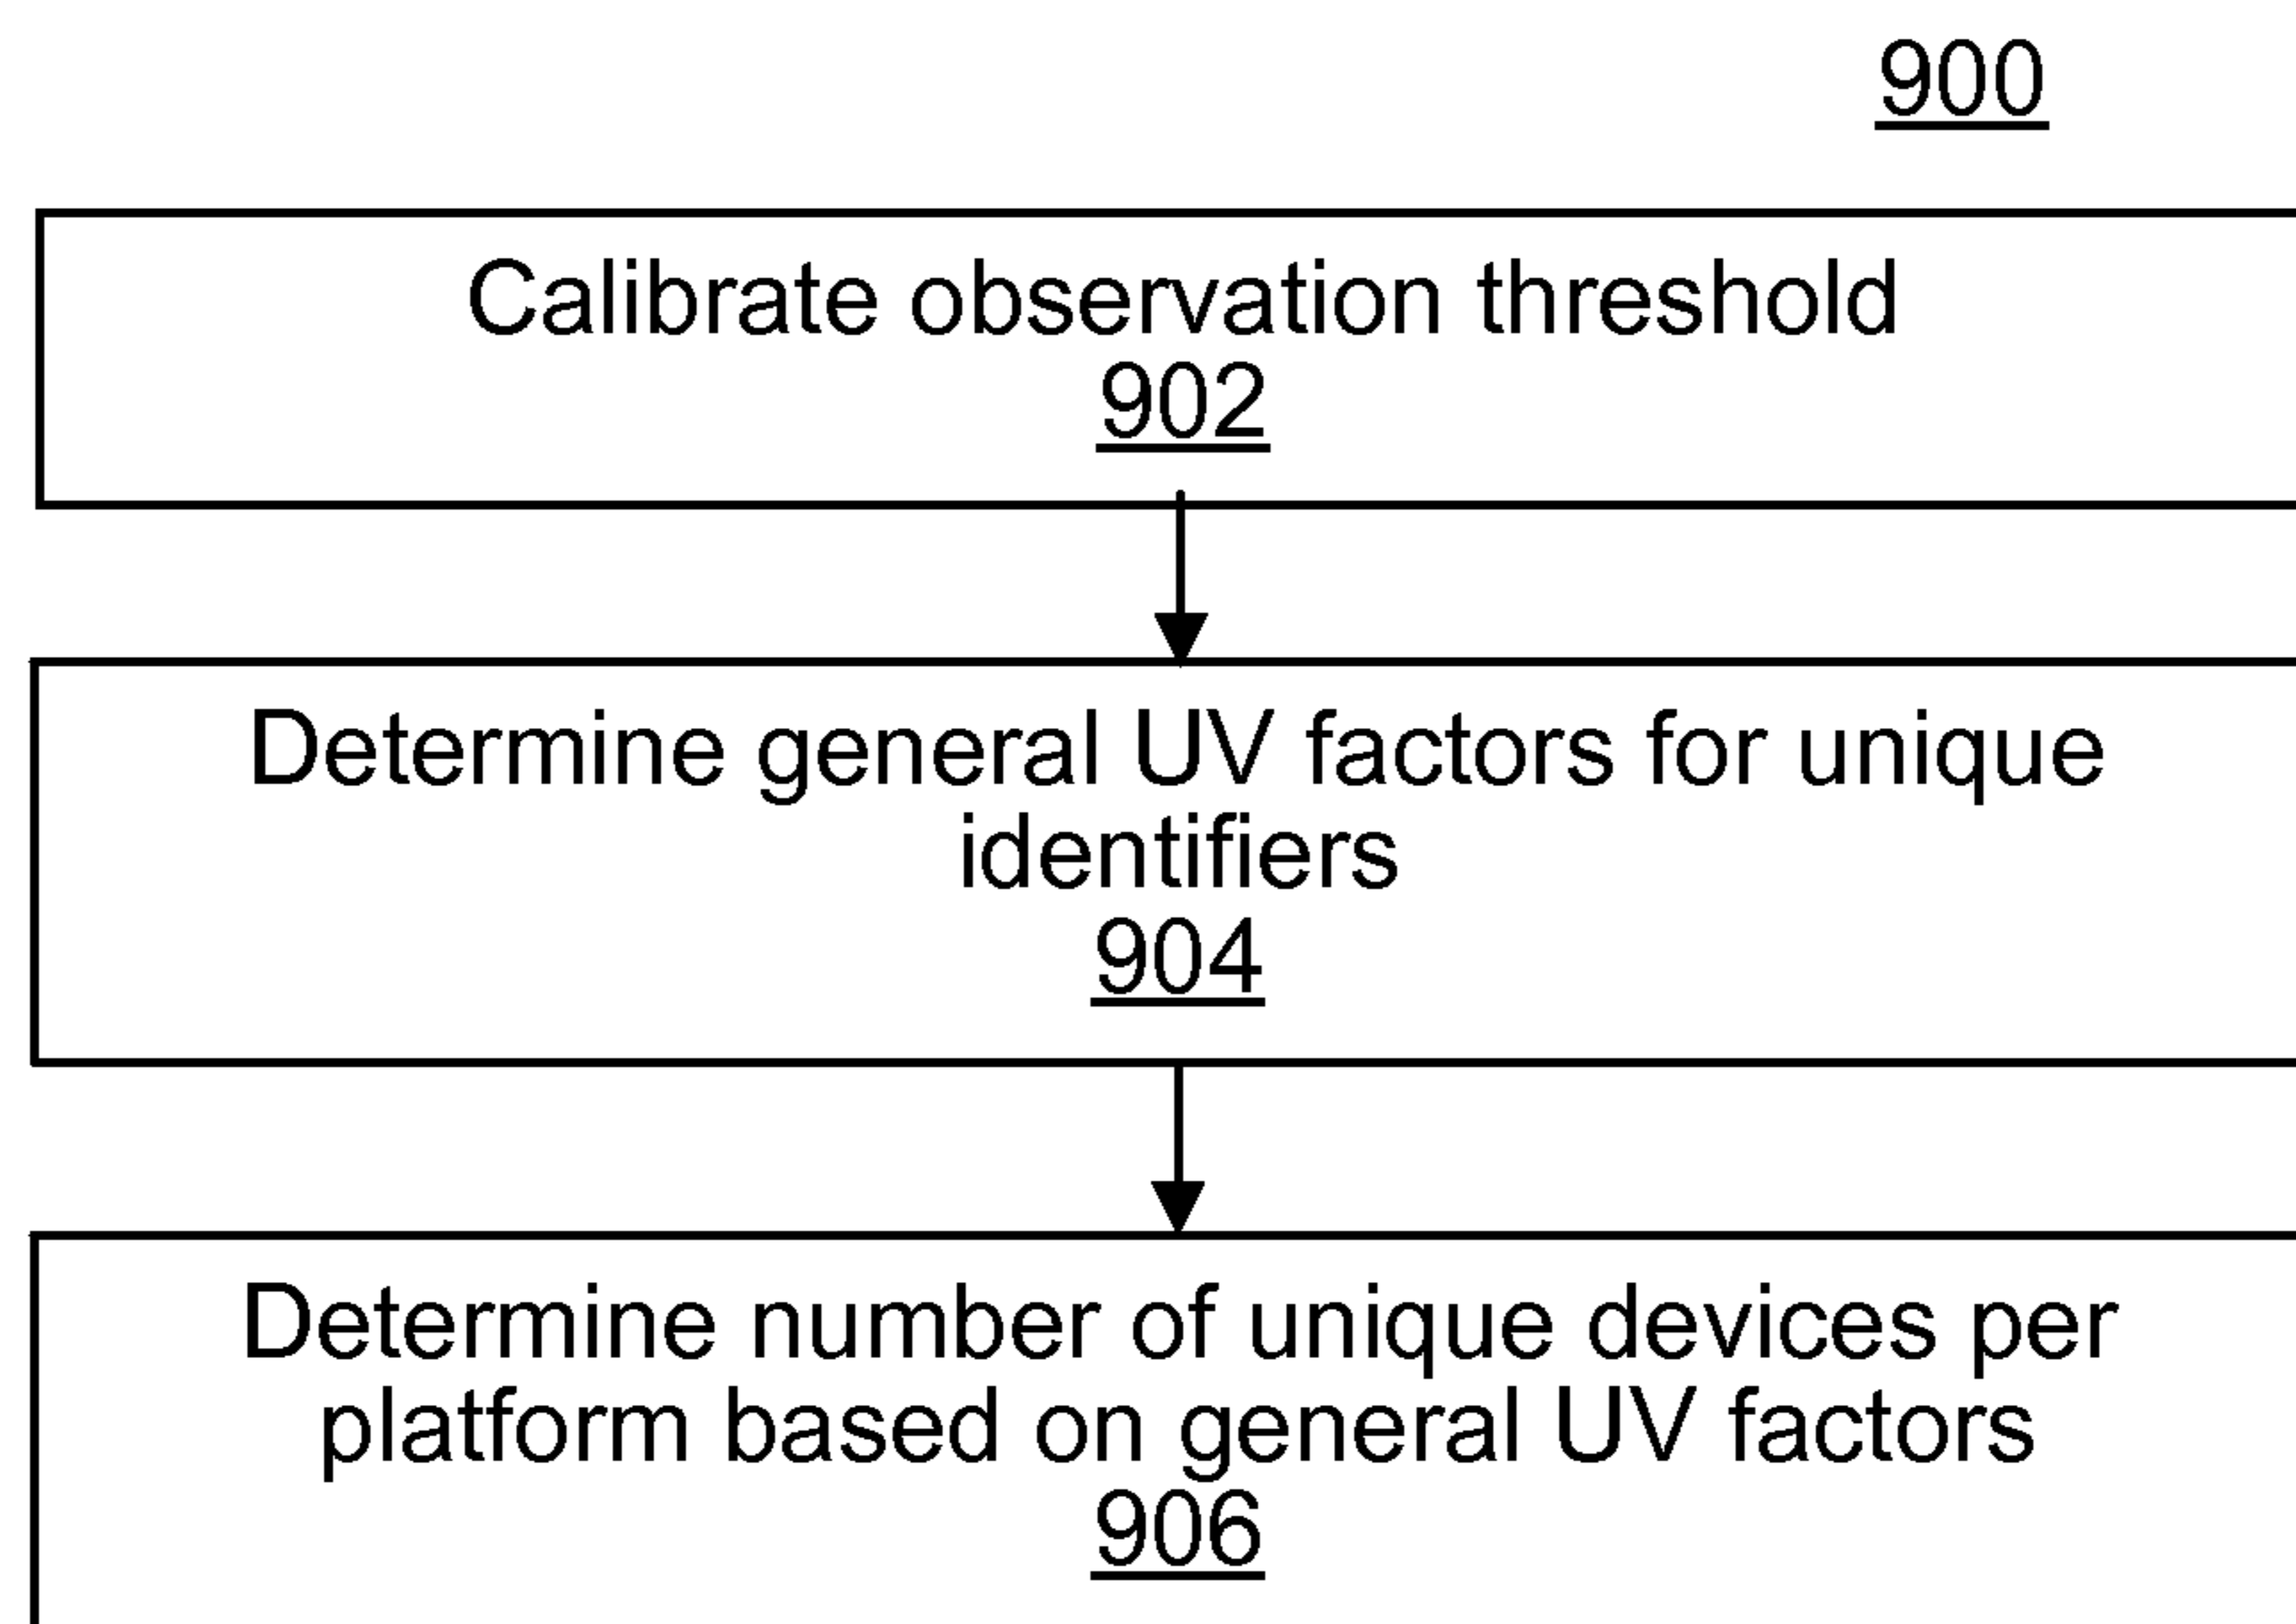 900
Calibrate observation threshold
902
Determine general UV factors for unique
identifiers
904
Determine number of unique devices per
platform based on general UV factors
906